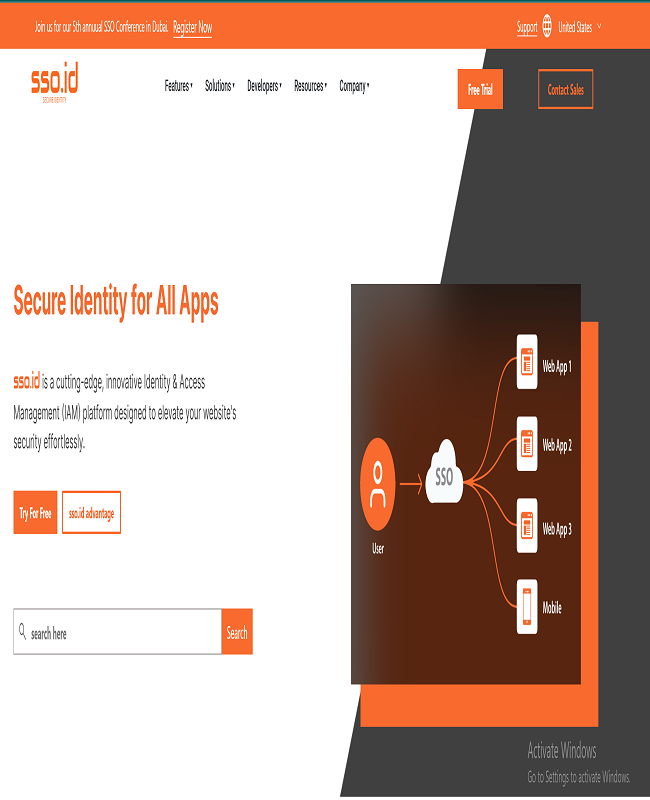 Join us for our 5th annual SSO Conference in Dubai. Register Now
Support United States
sso.id
SECURE IDENTITY
Features Solutions Developers Resources Company
Free Trial Contact Sales
Secure Identity for All Apps
sso.id is a cutting-edge, innovative Identity & Access
Management (IAM) platform designed to elevate your website's
security effortlessly.
Try For Free sso.id advantage
search here Search
Web App 1
Web App 2
SSO
Web App 3
User
Mobile
Activate Windows
Go to Settings to activate Windows.